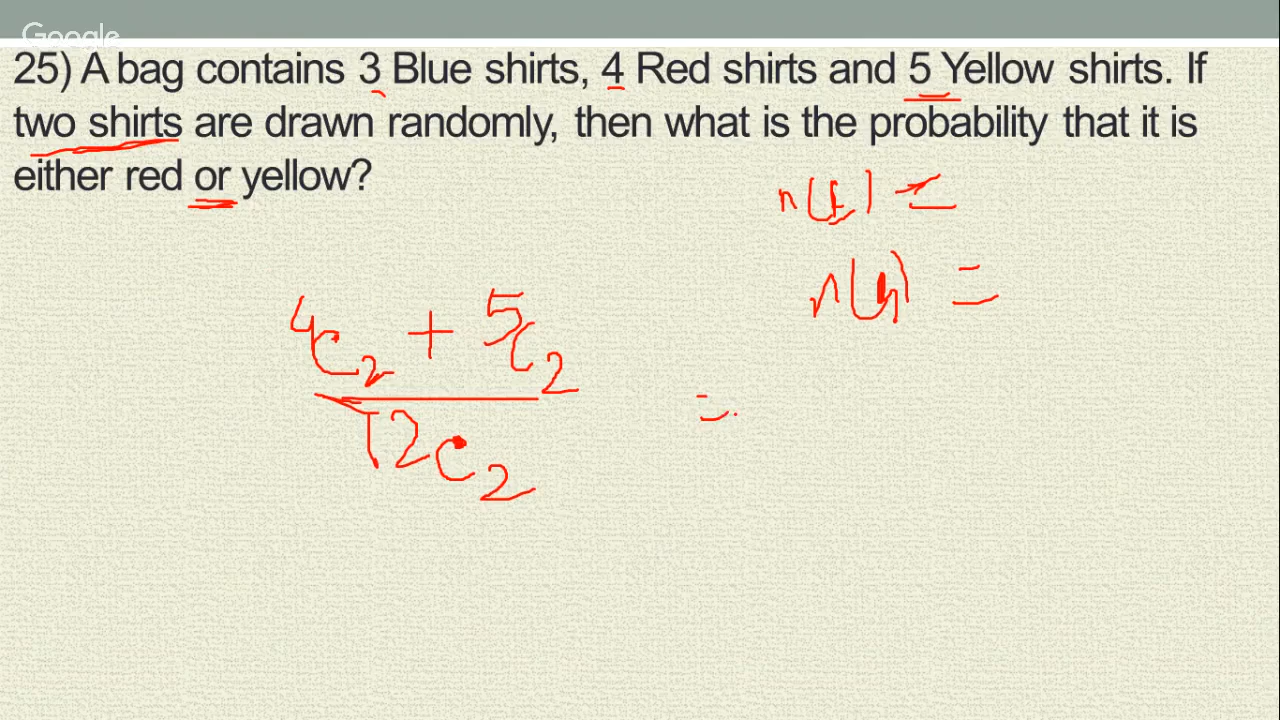 Google
25) A bag contains 3 Blue shirts, 4 Red shirts and 5 Yellow shirts. If
two shirts are drawn randomly, then what is the probability that it is
either red or yellow?
n( ) =
n( ) =
4c2 + 5c2
12c2
=